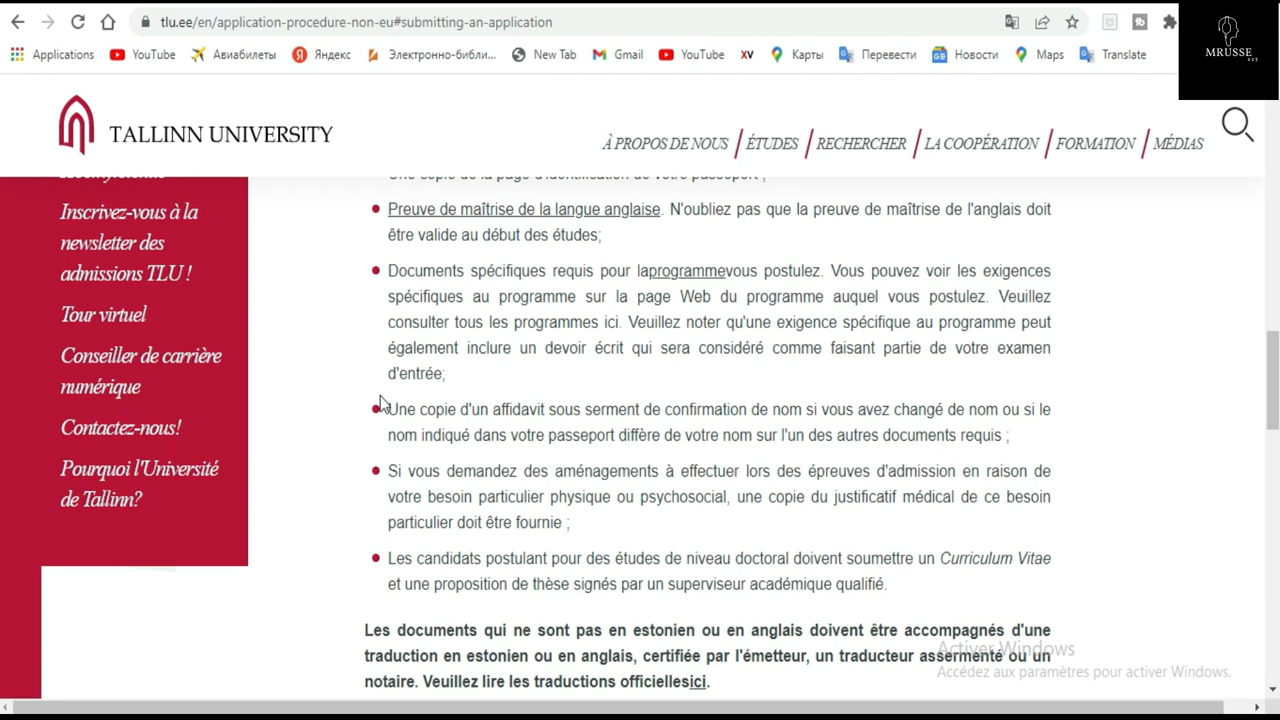 tlu.ee/en/application-procedure-non-eu#submitting-an-application
Applications YouTube Авиабилеты Яндекс Электронно-библи... New Tab Gmail YouTube XV Карты Перевести Новости Maps Translate
MRUSSE
225
TALLINN UNIVERSITY
À PROPOS DE NOUS ÉTUDES RECHERCHER LA COOPÉRATION FORMATION MÉDIAS
Inscrivez-vous à la
newsletter des
admissions TLU !
Tour virtuel
Conseiller de carrière
numérique
Contactez-nous!
Pourquoi l'Université
de Tallinn?
Une copie de la page d'identification de votre passeport ;
Preuve de maîtrise de la langue anglaise. N'oubliez pas que la preuve de maîtrise de l'anglais doit
être valide au début des études;
Documents spécifiques requis pour laprogrammevous postulez. Vous pouvez voir les exigences
spécifiques au programme sur la page Web du programme auquel vous postulez. Veuillez
consulter tous les programmes ici. Veuillez noter qu'une exigence spécifique au programme peut
également inclure un devoir écrit qui sera considéré comme faisant partie de votre examen
d'entrée;
Une copie d'un affidavit sous serment de confirmation de nom si vous avez changé de nom ou si le
nom indiqué dans votre passeport diffère de votre nom sur l'un des autres documents requis ;
Si vous demandez des aménagements à effectuer lors des épreuves d'admission en raison de
votre besoin particulier physique ou psychosocial, une copie du justificatif médical de ce besoin
particulier doit être fournie ;
Les candidats postulant pour des études de niveau doctoral doivent soumettre un Curriculum Vitae
et une proposition de thèse signés par un superviseur académique qualifié.
Les documents qui ne sont pas en estonien ou en anglais doivent être accompagnés d'une
traduction en estonien ou en anglais, certifiée par l'émetteur, un traducteur assermenté ou un
notaire. Veuillez lire les traductions officiellesici.
Activer Windows
Accédez aux paramètres pour activer Windows.